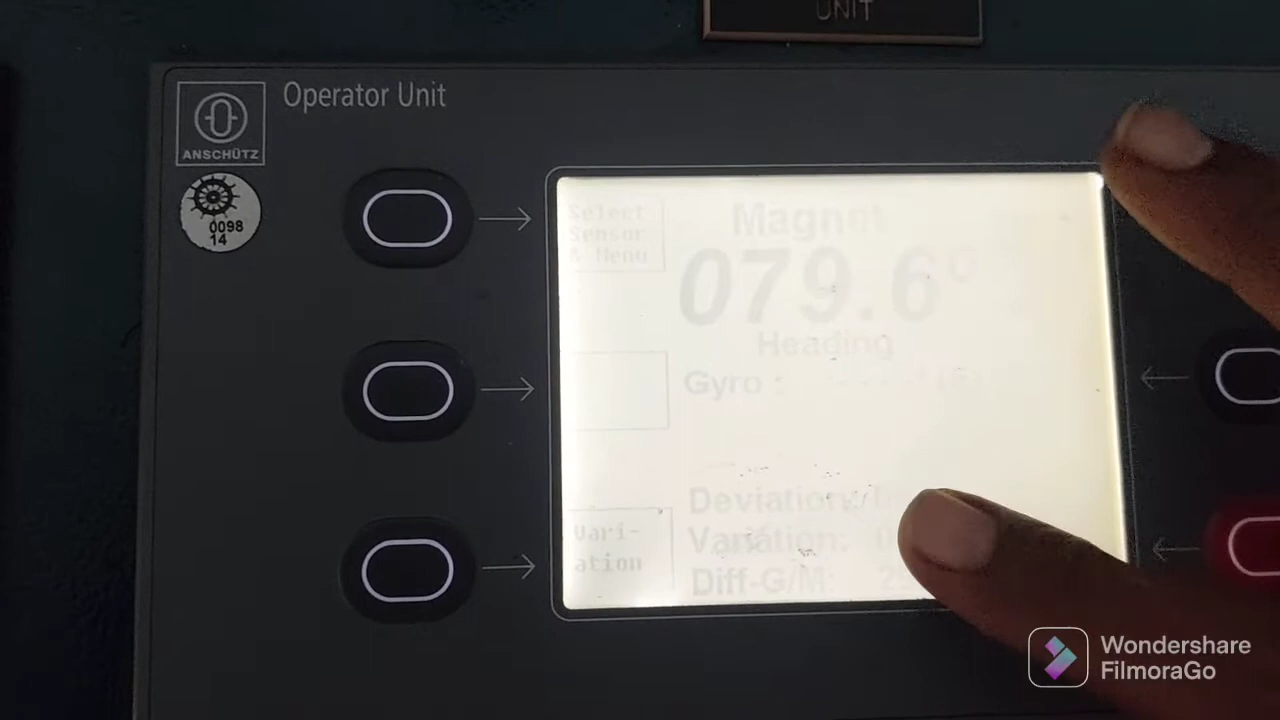 UNIT
Operator Unit
ANSCHÜTZ
0098
14
Select
Sensor
& Menu
Magnet
079.6°
Heading
Gyro :
Deviation:
Vari-
ation
Variation:
Diff-G/M:
Wondershare
FilmoraGo